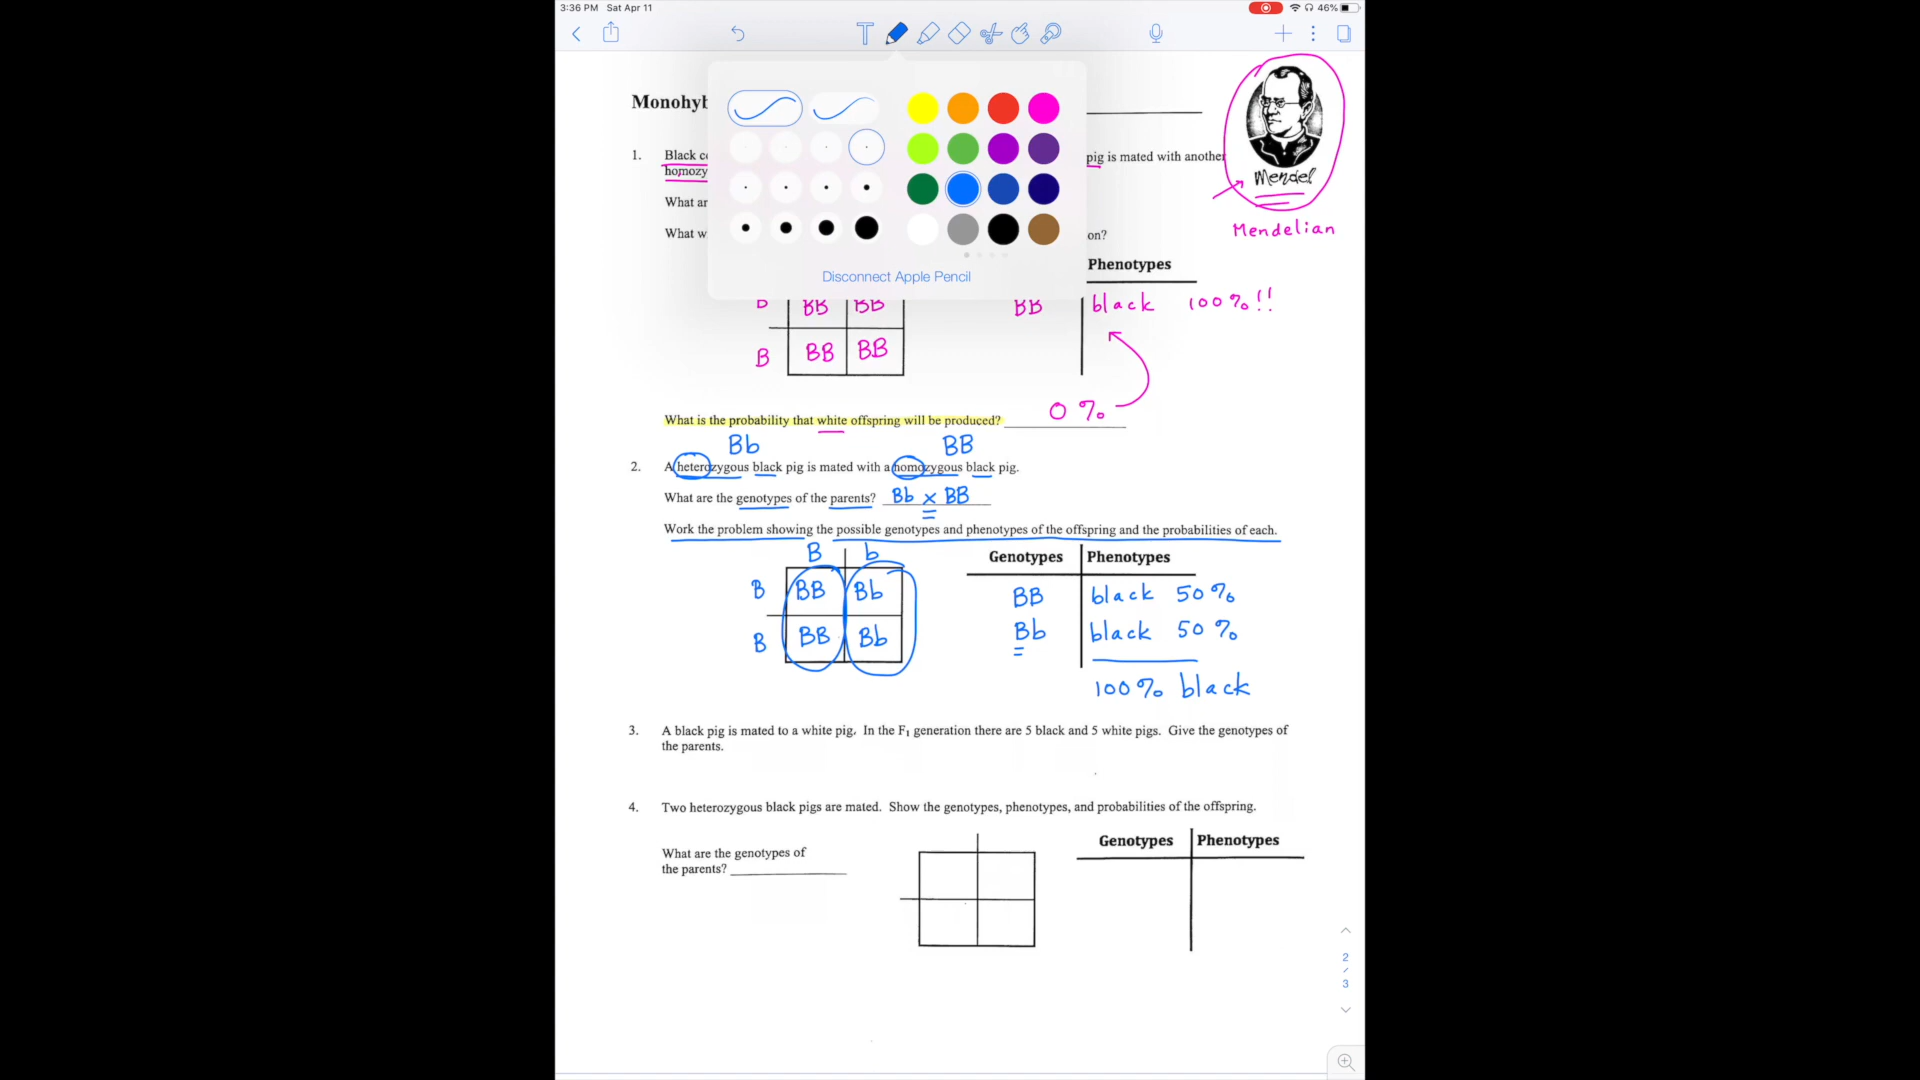 3:36 PM Sat Apr 11
46%
Monohyb
Mendel
Mendelian
1. Black c
pig is mated with another
homozy
What ar
What w
on?
Disconnect Apple Pencil
Phenotypes
B BB BB
BB black 100%!!
B BB BB
What is the probability that white offspring will be produced? 0 %
Bb BB
2. A heterozygous black pig is mated with a homozygous black pig.
What are the genotypes of the parents? Bb x BB
Work the problem showing the possible genotypes and phenotypes of the offspring and the probabilities of each.
B b
Genotypes Phenotypes
B BB Bb
BB black 50%
B BB Bb
Bb black 50%
100% black
3. A black pig is mated to a white pig. In the F₁ generation there are 5 black and 5 white pigs. Give the genotypes of
the parents.
4. Two heterozygous black pigs are mated. Show the genotypes, phenotypes, and probabilities of the offspring.
Genotypes Phenotypes
What are the genotypes of
the parents?
2
/
3